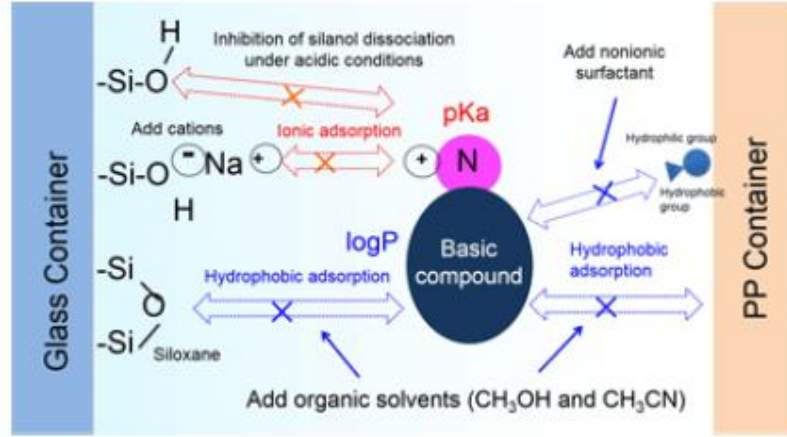 Glass Container
H
-Si-O
Inhibition of silanol dissociation
under acidic conditions
Add nonionic
surfactant
pKa
Add cations
Ionic adsorption
-Si-O
-
Na
+
+
N
Hydrophilic group
Hydrophobic
group
H
logP
Basic
compound
Hydrophobic
adsorption
-Si
Hydrophobic adsorption
O
-Si
Siloxane
Add organic solvents (CH₃OH and CH₃CN)
PP Container